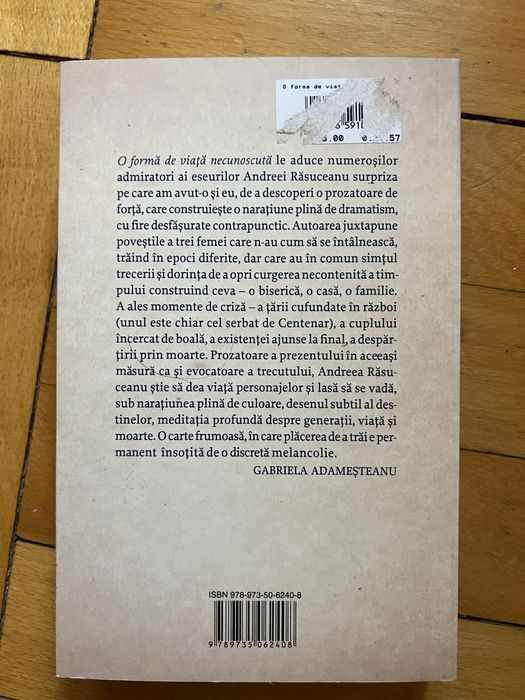 O forma de viaț
6 591
O formă de viață necunoscută le aduce numeroșilor
admiratori ai eseurilor Andreei Răsuceanu surpriza
pe care am avut-o și eu, de a descoperi o prozatoare de
forță, care construiește o narațiune plină de dramatism,
cu fire desfășurate contrapunctic. Autoarea juxtapune
poveștile a trei femei care n-au cum să se întâlnească,
trăind în epoci diferite, dar care au în comun simțul
trecerii și dorința de a opri curgerea necontenită a tim-
pului construind ceva – o biserică, o casă, o familie.
A ales momente de criză – a țării cufundate în război
(unul este chiar cel serbat de Centenar), a cuplului
încercat de boală, a existenței ajunse la final, a despăr-
țirii prin moarte. Prozatoare a prezentului în aceeași
măsură ca și evocatoare a trecutului, Andreea Răsu-
ceanu știe să dea viață personajelor și lasă să se vadă,
sub narațiunea plină de culoare, desenul subtil al des-
tinelor, meditația profundă despre generații, viață și
moarte. O carte frumoasă, în care plăcerea de a trăi e per-
manent însoțită de o discretă melancolie.
GABRIELA ADAMEȘTEANU
ISBN 978-973-50-6240-8
9 789735 062408